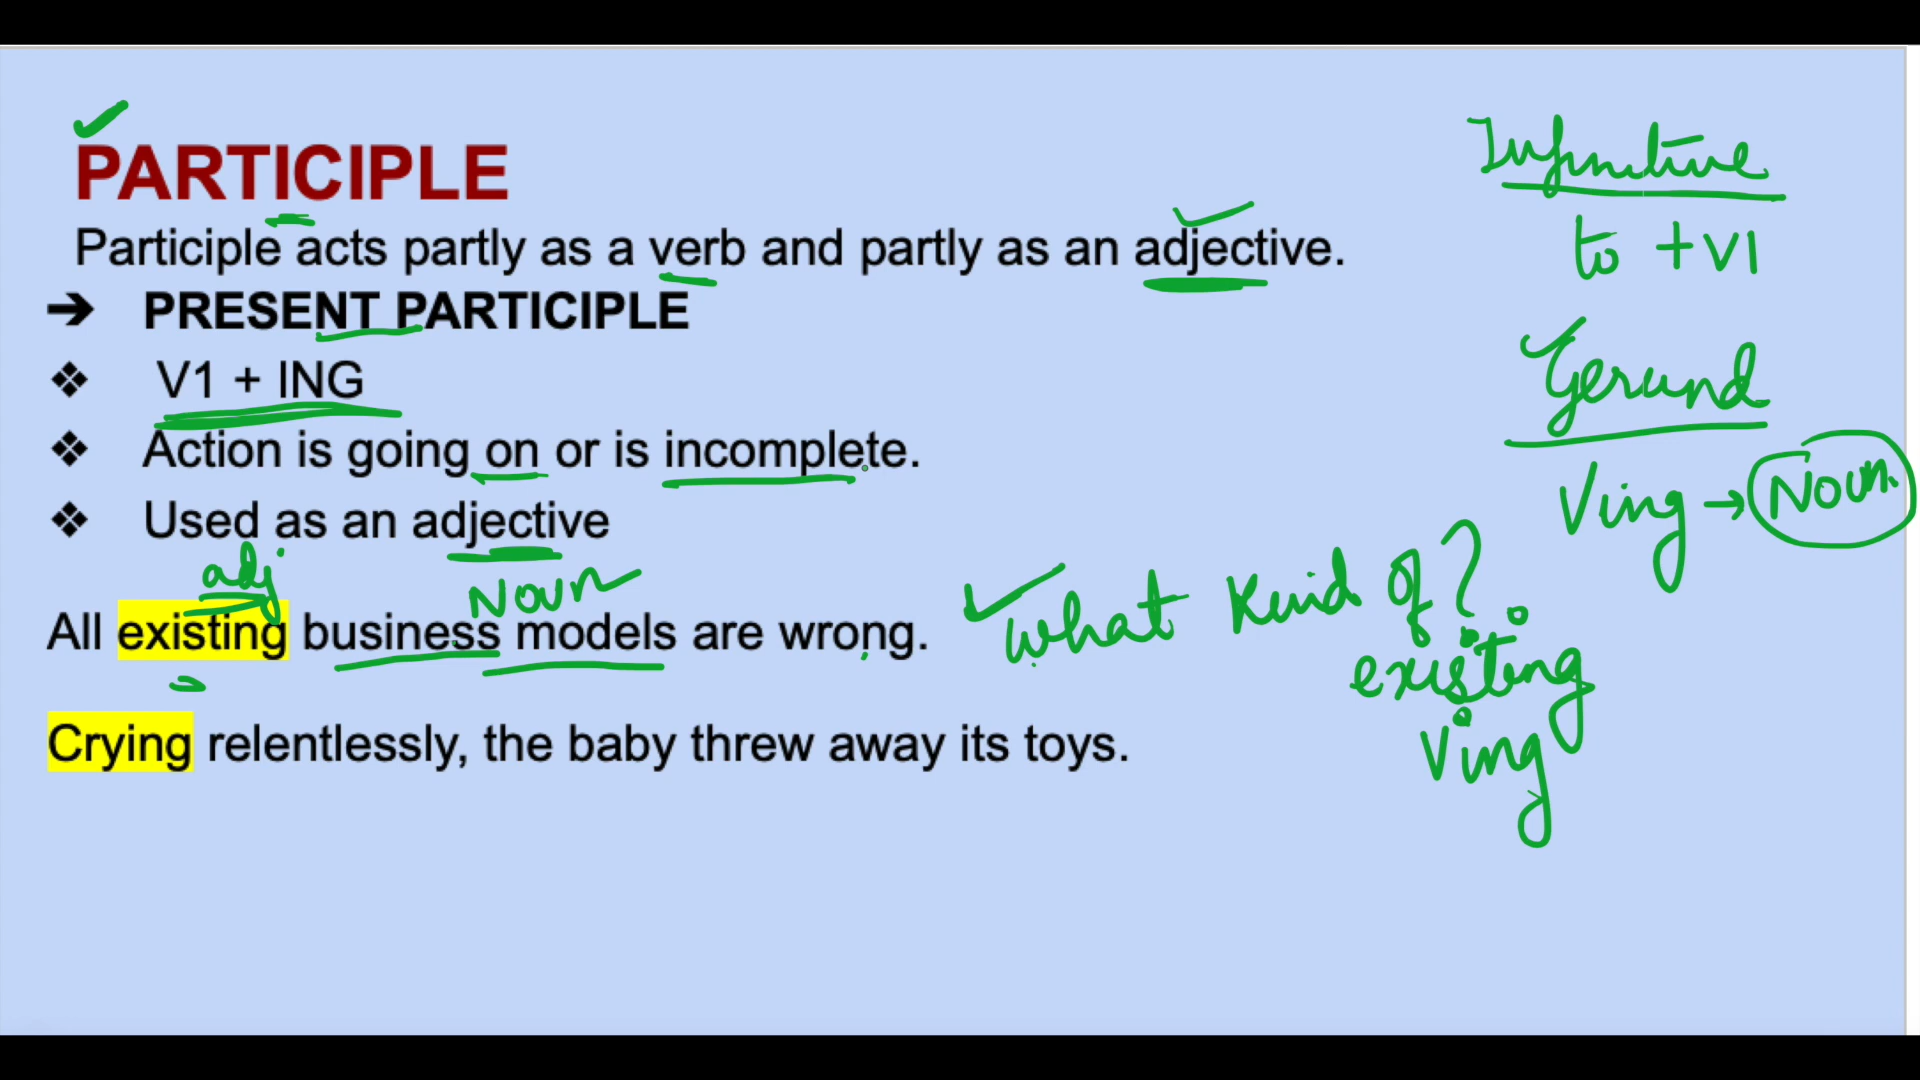 PARTICIPLE
Participle acts partly as a verb and partly as an adjective.
➔ PRESENT PARTICIPLE
❖ V1 + ING
❖ Action is going on or is incomplete.
❖ Used as an adjective
adj
Noun
All existing business models are wrong.
Crying relentlessly, the baby threw away its toys.
Infinitive
to + V1
Gerund
Ving → Noun
What kind of?
existing
Ving